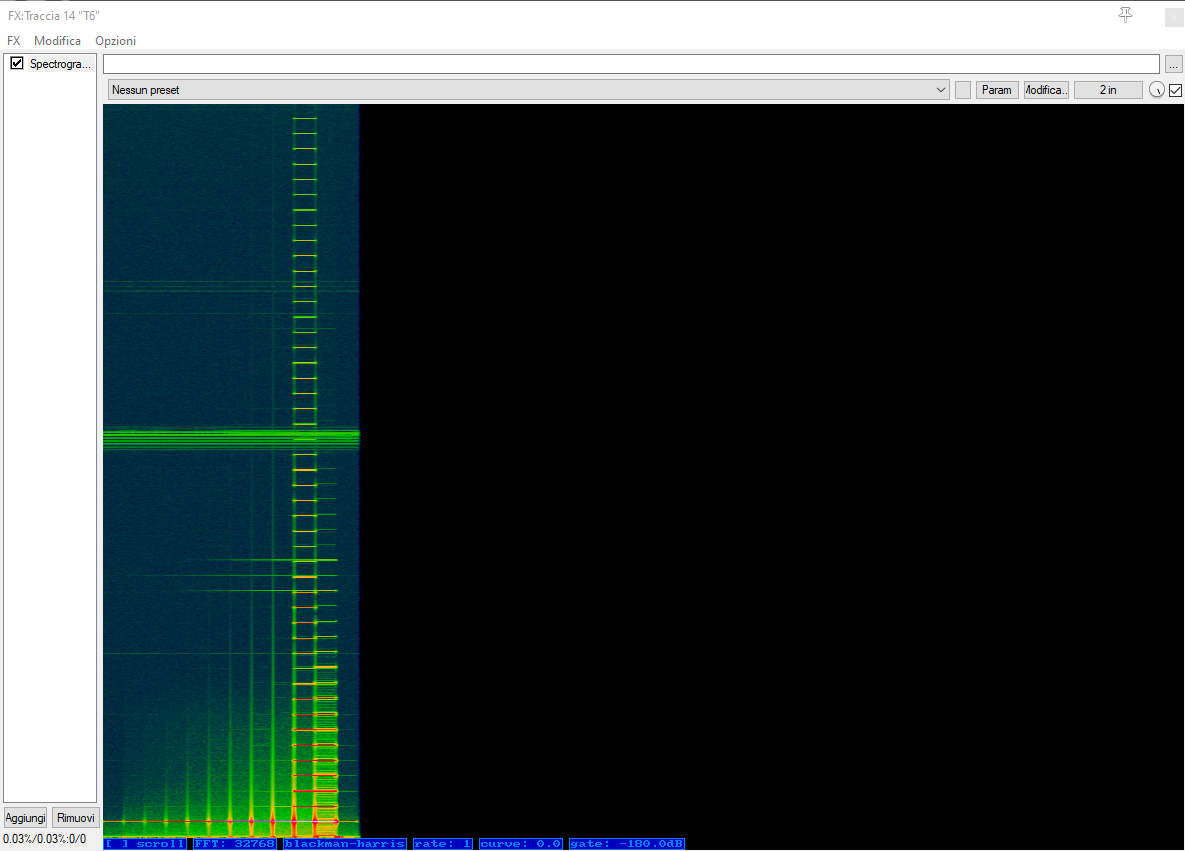 FX:Traccia 14 "T6"
FX Modifica Opzioni
Spectrogra... ...
Nessun preset Param Modifica.. 2 in
Aggiungi Rimuovi
0.03%/0.03%:0/0
[ ] scroll FFT: 32768 blackman-harris rate: 1 curve: 0.0 gate: -180.0dB